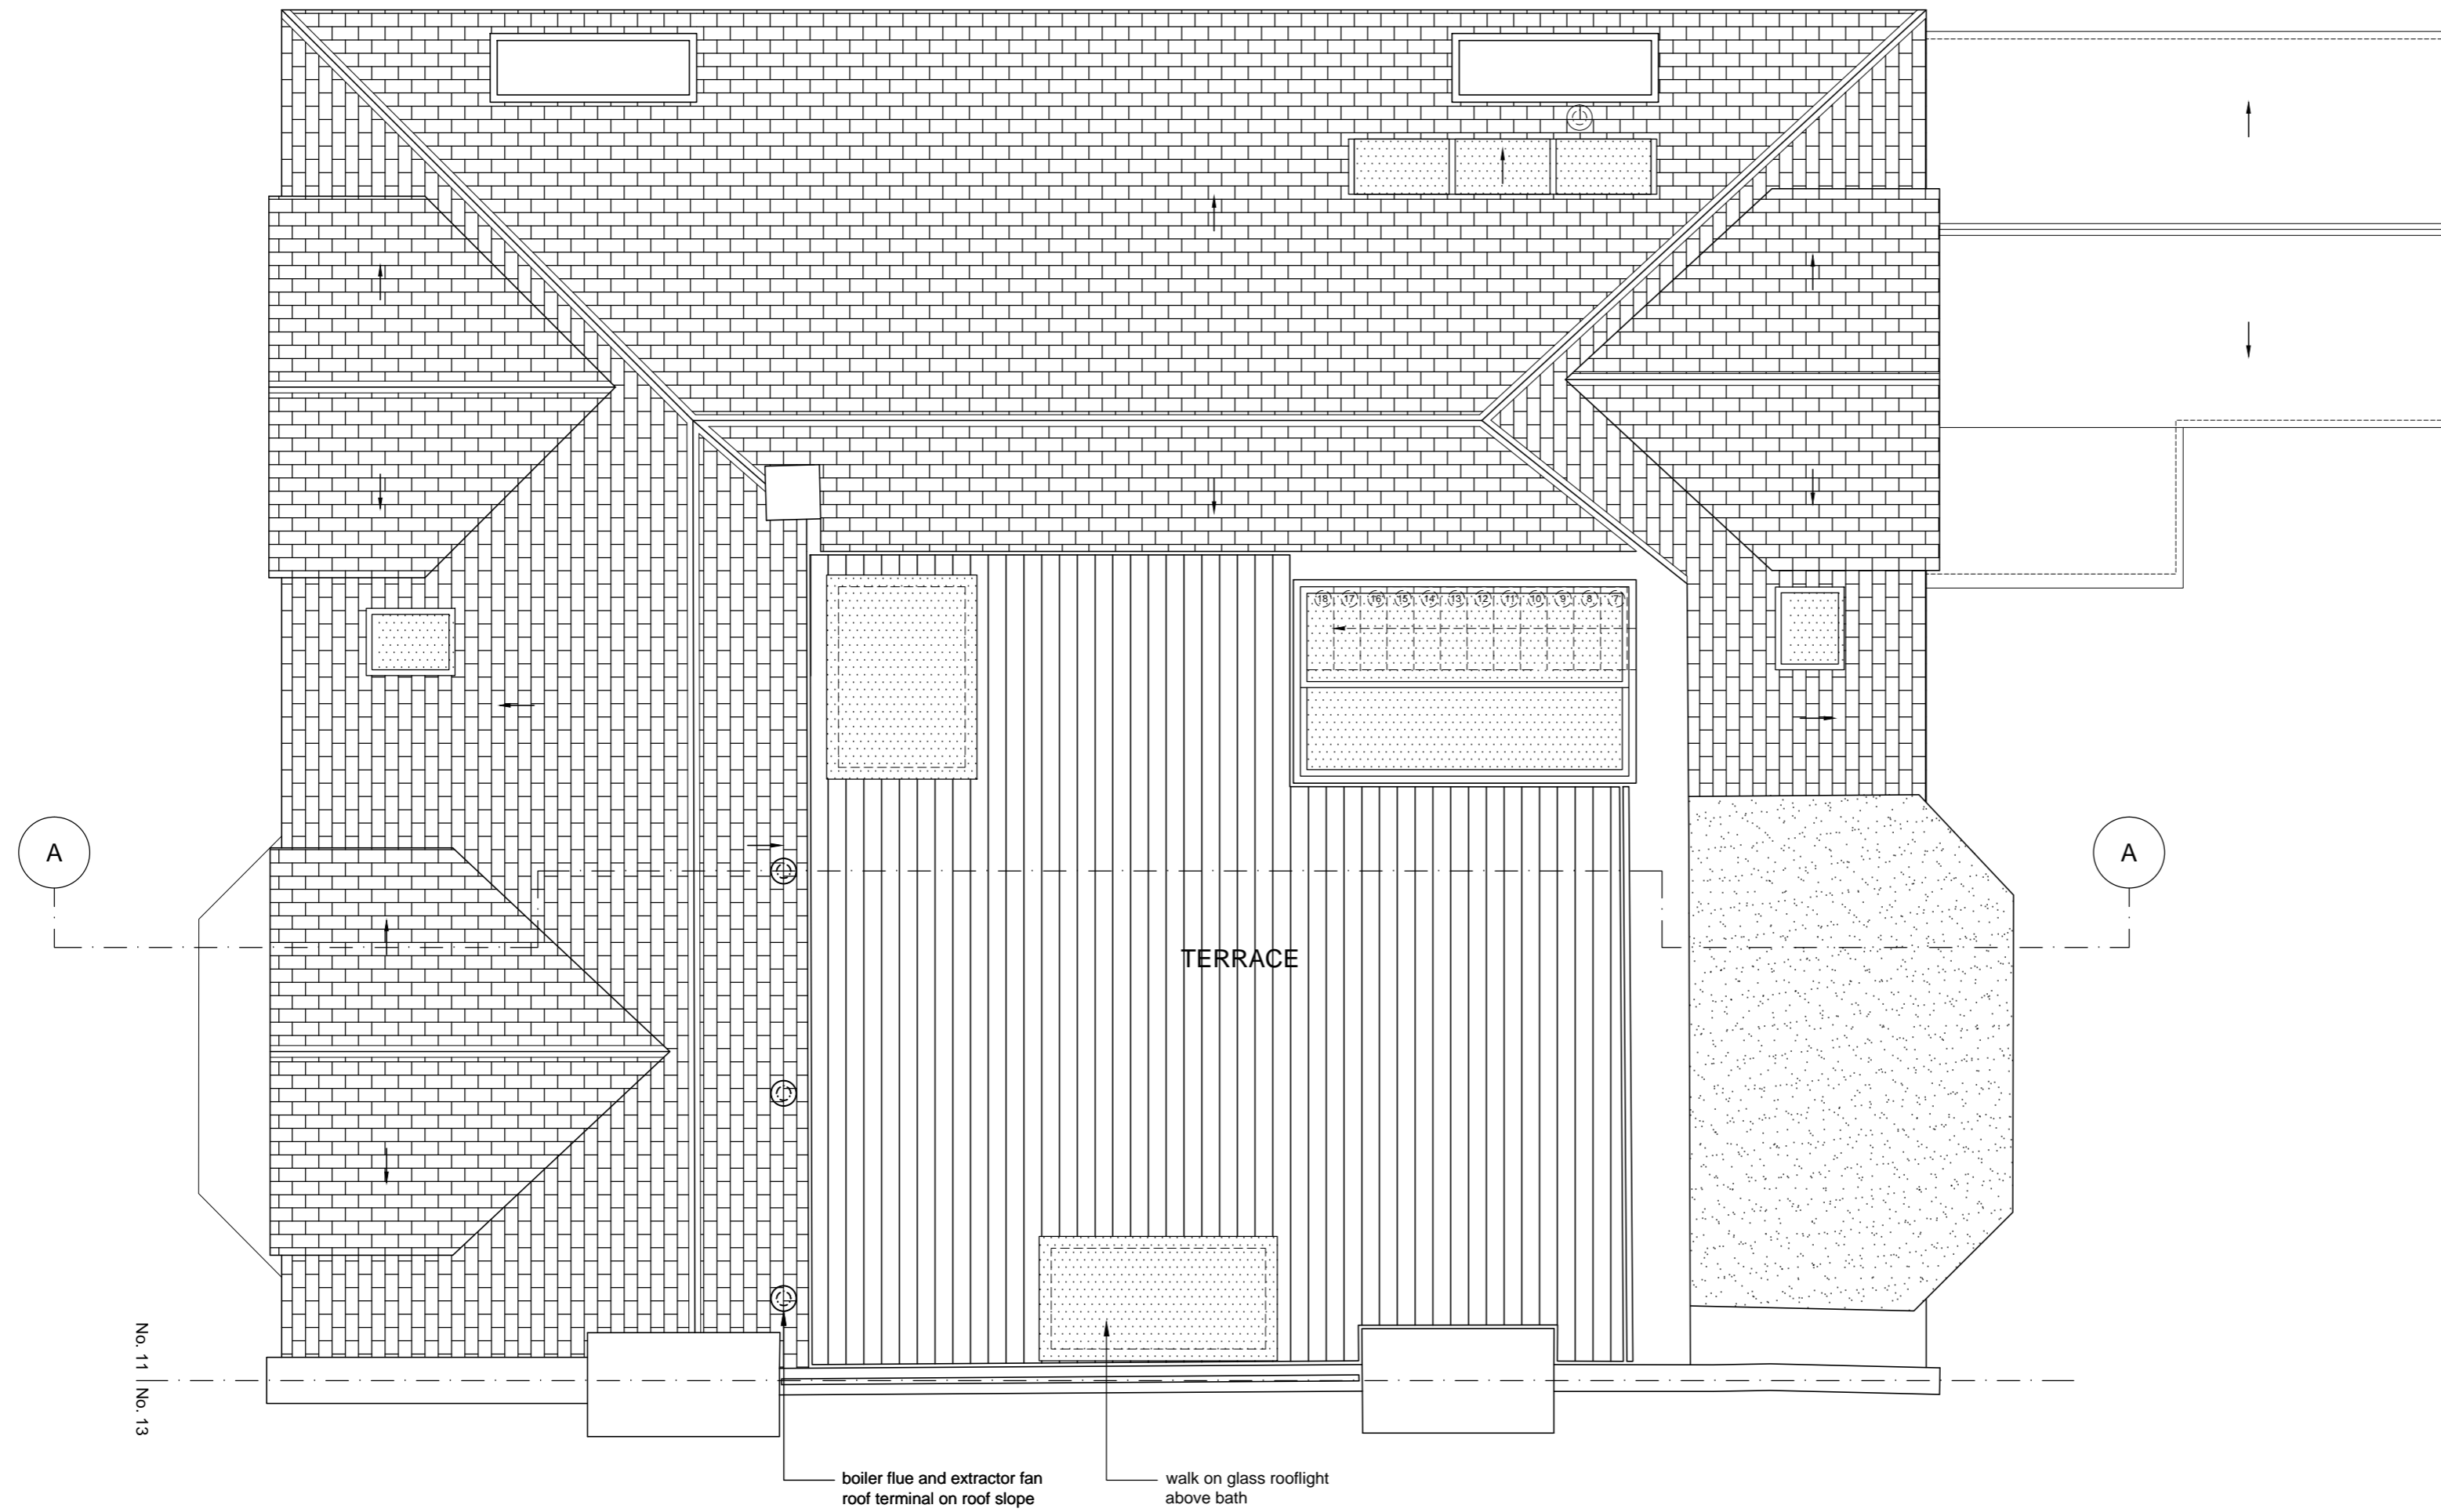 18 17 16 15 14 13 12 11 10 9 8 7
A
A
TERRACE
No. 11
No. 13
boiler flue and extractor fan
roof terminal on roof slope
walk on glass rooflight
above bath